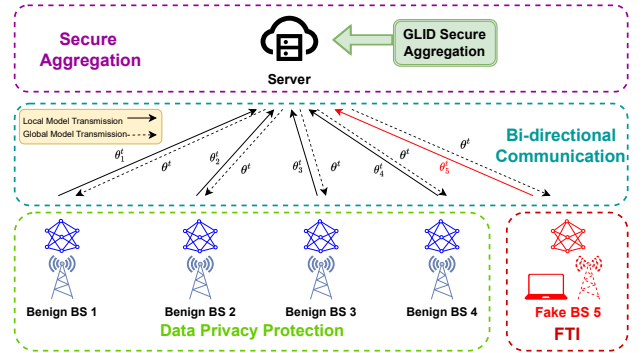 Secure
Aggregation
GLID Secure
Aggregation
Server
Local Model Transmission
Global Model Transmission
Bi-directional
Communication
θ₁ᵗ
θᵗ
θ₂ᵗ
θᵗ
θ₃ᵗ
θᵗ
θ₄ᵗ
θᵗ
θ₅ᵗ
θᵗ
Benign BS 1
Benign BS 2
Benign BS 3
Benign BS 4
Fake BS 5
Data Privacy Protection
FTI